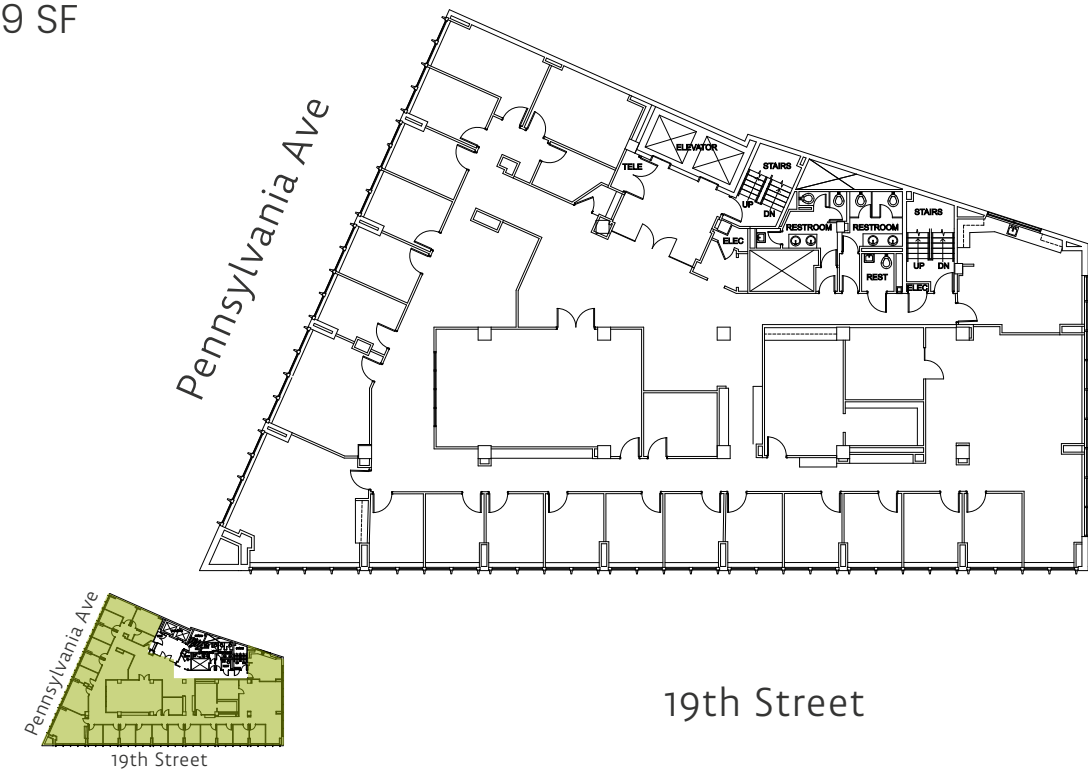 9 SF
Pennsylvania Ave
ELEVATOR
TELE
STAIRS
UP
DN
RESTROOM
RESTROOM
STAIRS
ELEC
REST
UP
DN
ELEC
19th Street
Pennsylvania Ave
19th Street